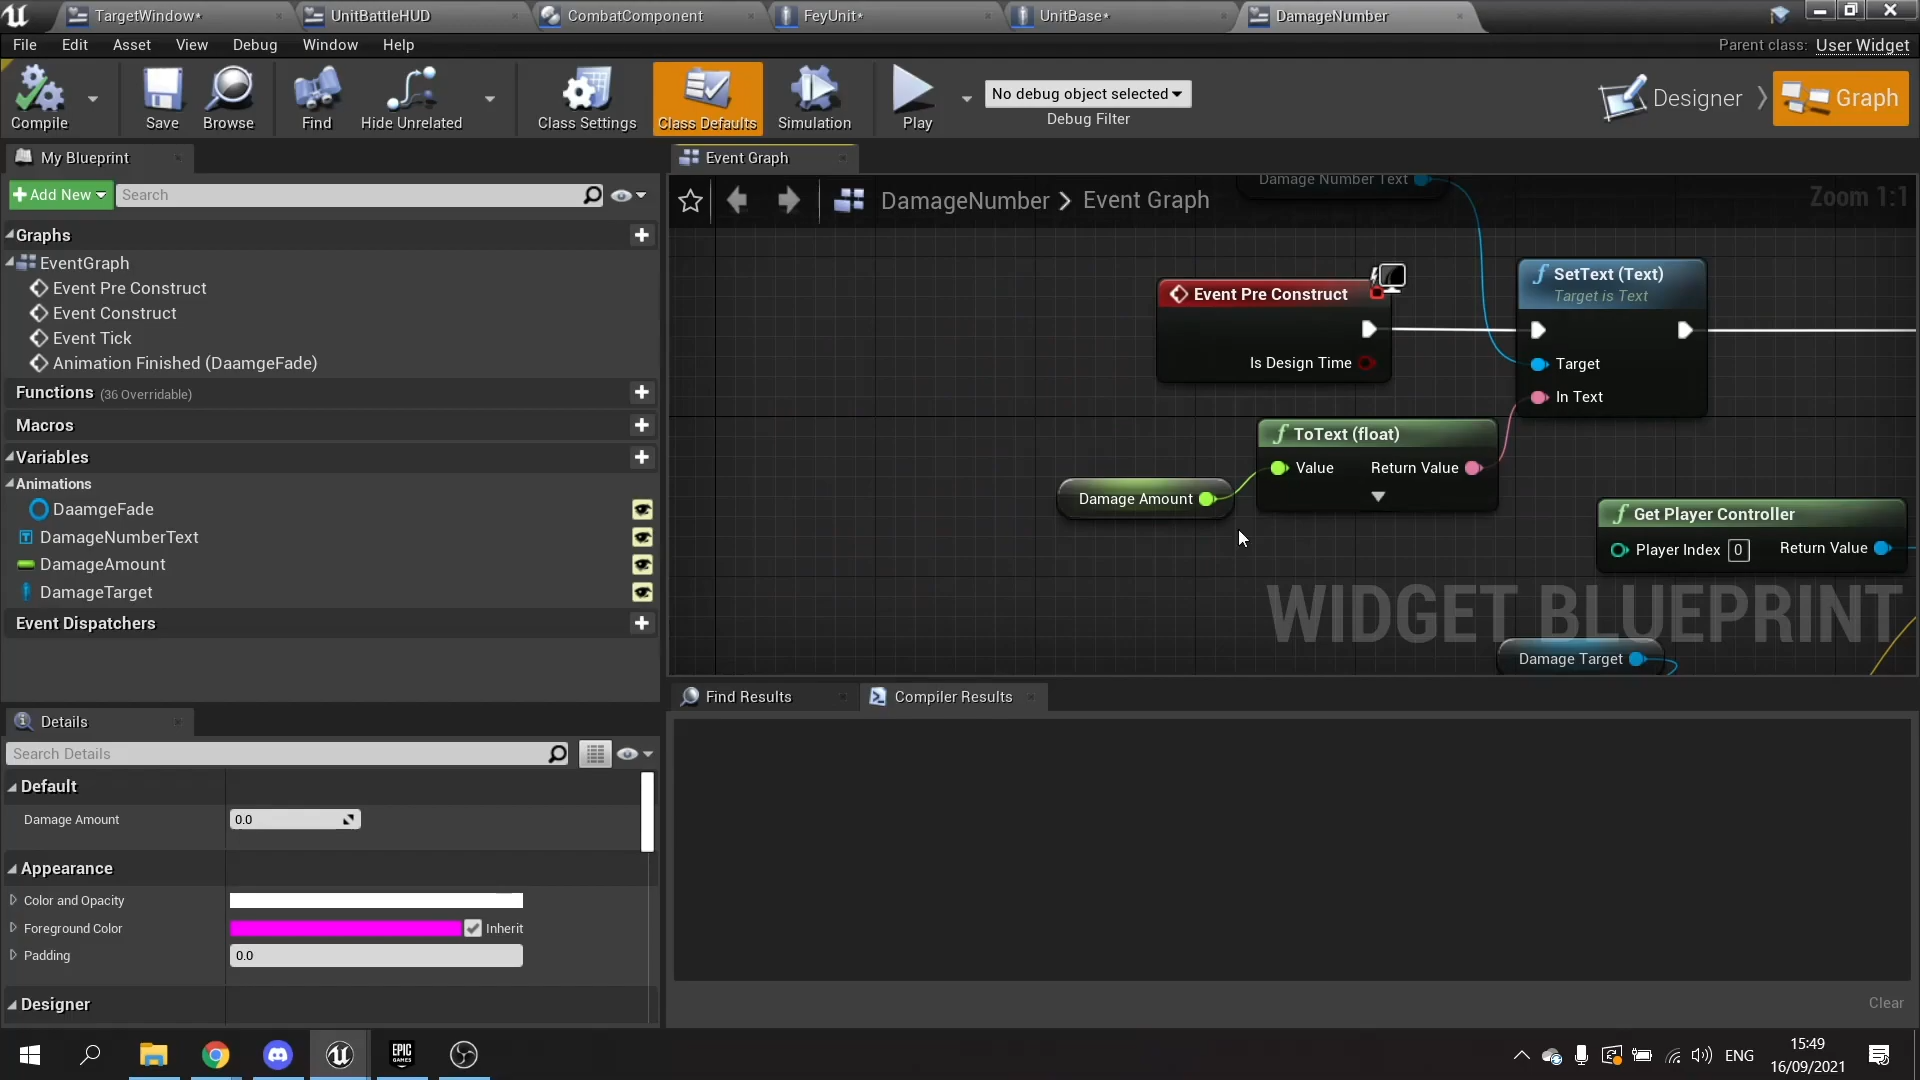 TargetWindow*
UnitBattleHUD
CombatComponent
FeyUnit*
UnitBase*
DamageNumber
File
Edit
Asset
View
Debug
Window
Help
Parent class: User Widget
Compile
Save
Browse
Find
Hide Unrelated
Class Settings
Class Defaults
Simulation
Play
No debug object selected
Debug Filter
Designer
Graph
My Blueprint
Event Graph
Add New
Search
DamageNumber > Event Graph
Zoom 1:1
Graphs
EventGraph
Event Pre Construct
Event Construct
Event Tick
Animation Finished (DaamgeFade)
Functions (36 Overridable)
Macros
Variables
Animations
DaamgeFade
DamageNumberText
DamageAmount
DamageTarget
Event Dispatchers
Damage Number Text
Event Pre Construct
Is Design Time
SetText (Text)
Target is Text
Target
In Text
ToText (float)
Value
Return Value
Damage Amount
Get Player Controller
Player Index 0
Return Value
WIDGET BLUEPRINT
Damage Target
Find Results
Compiler Results
Clear
Details
Search Details
Default
Damage Amount
0.0
Appearance
Color and Opacity
Foreground Color
Inherit
Padding
0.0
Designer
EPIC
GAMES
ENG
15:49
16/09/2021